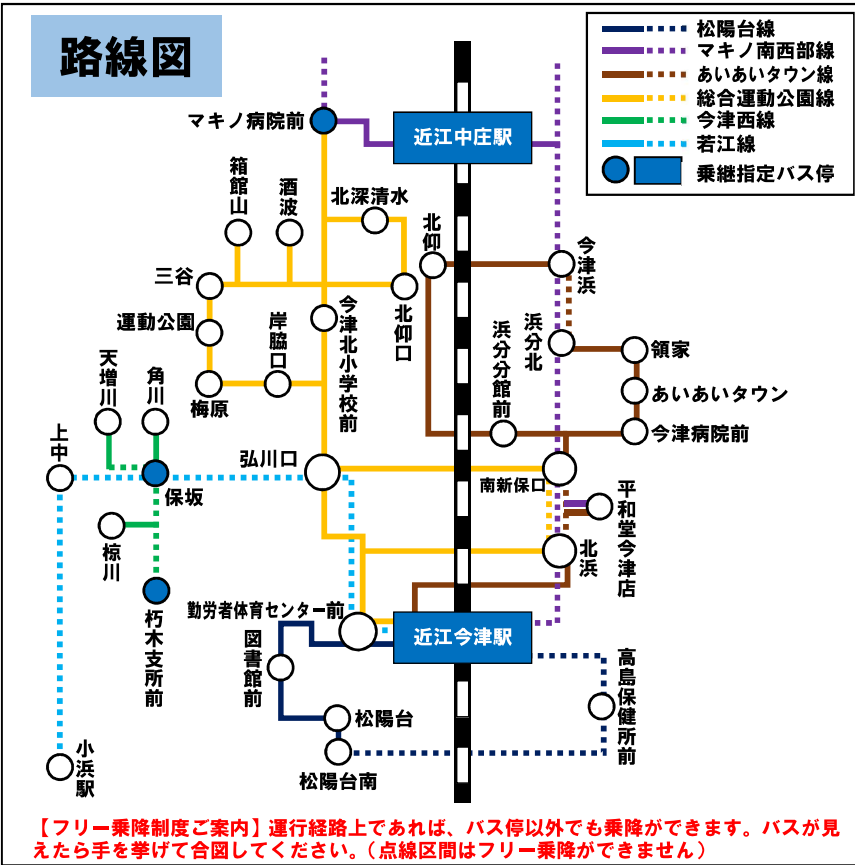 路線図
松陽台線
マキノ南西部線
あいあいタウン線
総合運動公園線
今津西線
若江線
乗継指定バス停
マキノ病院前
近江中庄駅
箱館山
酒波
北深清水
北仰
今津浜
三谷
北仰口
運動公園
岸脇口
今津北小学校前
浜分分館前
浜分北
領家
天増川
角川
梅原
あいあいタウン
今津病院前
上中
弘川口
保坂
南新保口
平和堂今津店
椋川
北浜
朽木支所前
勤労者体育センター前
近江今津駅
図書館前
高島保健所前
松陽台
松陽台南
小浜駅
【フリー乗降制度ご案内】運行経路上であれば、バス停以外でも乗降ができます。バスが見
えたら手を挙げて合図してください。（点線区間はフリー乗降ができません）